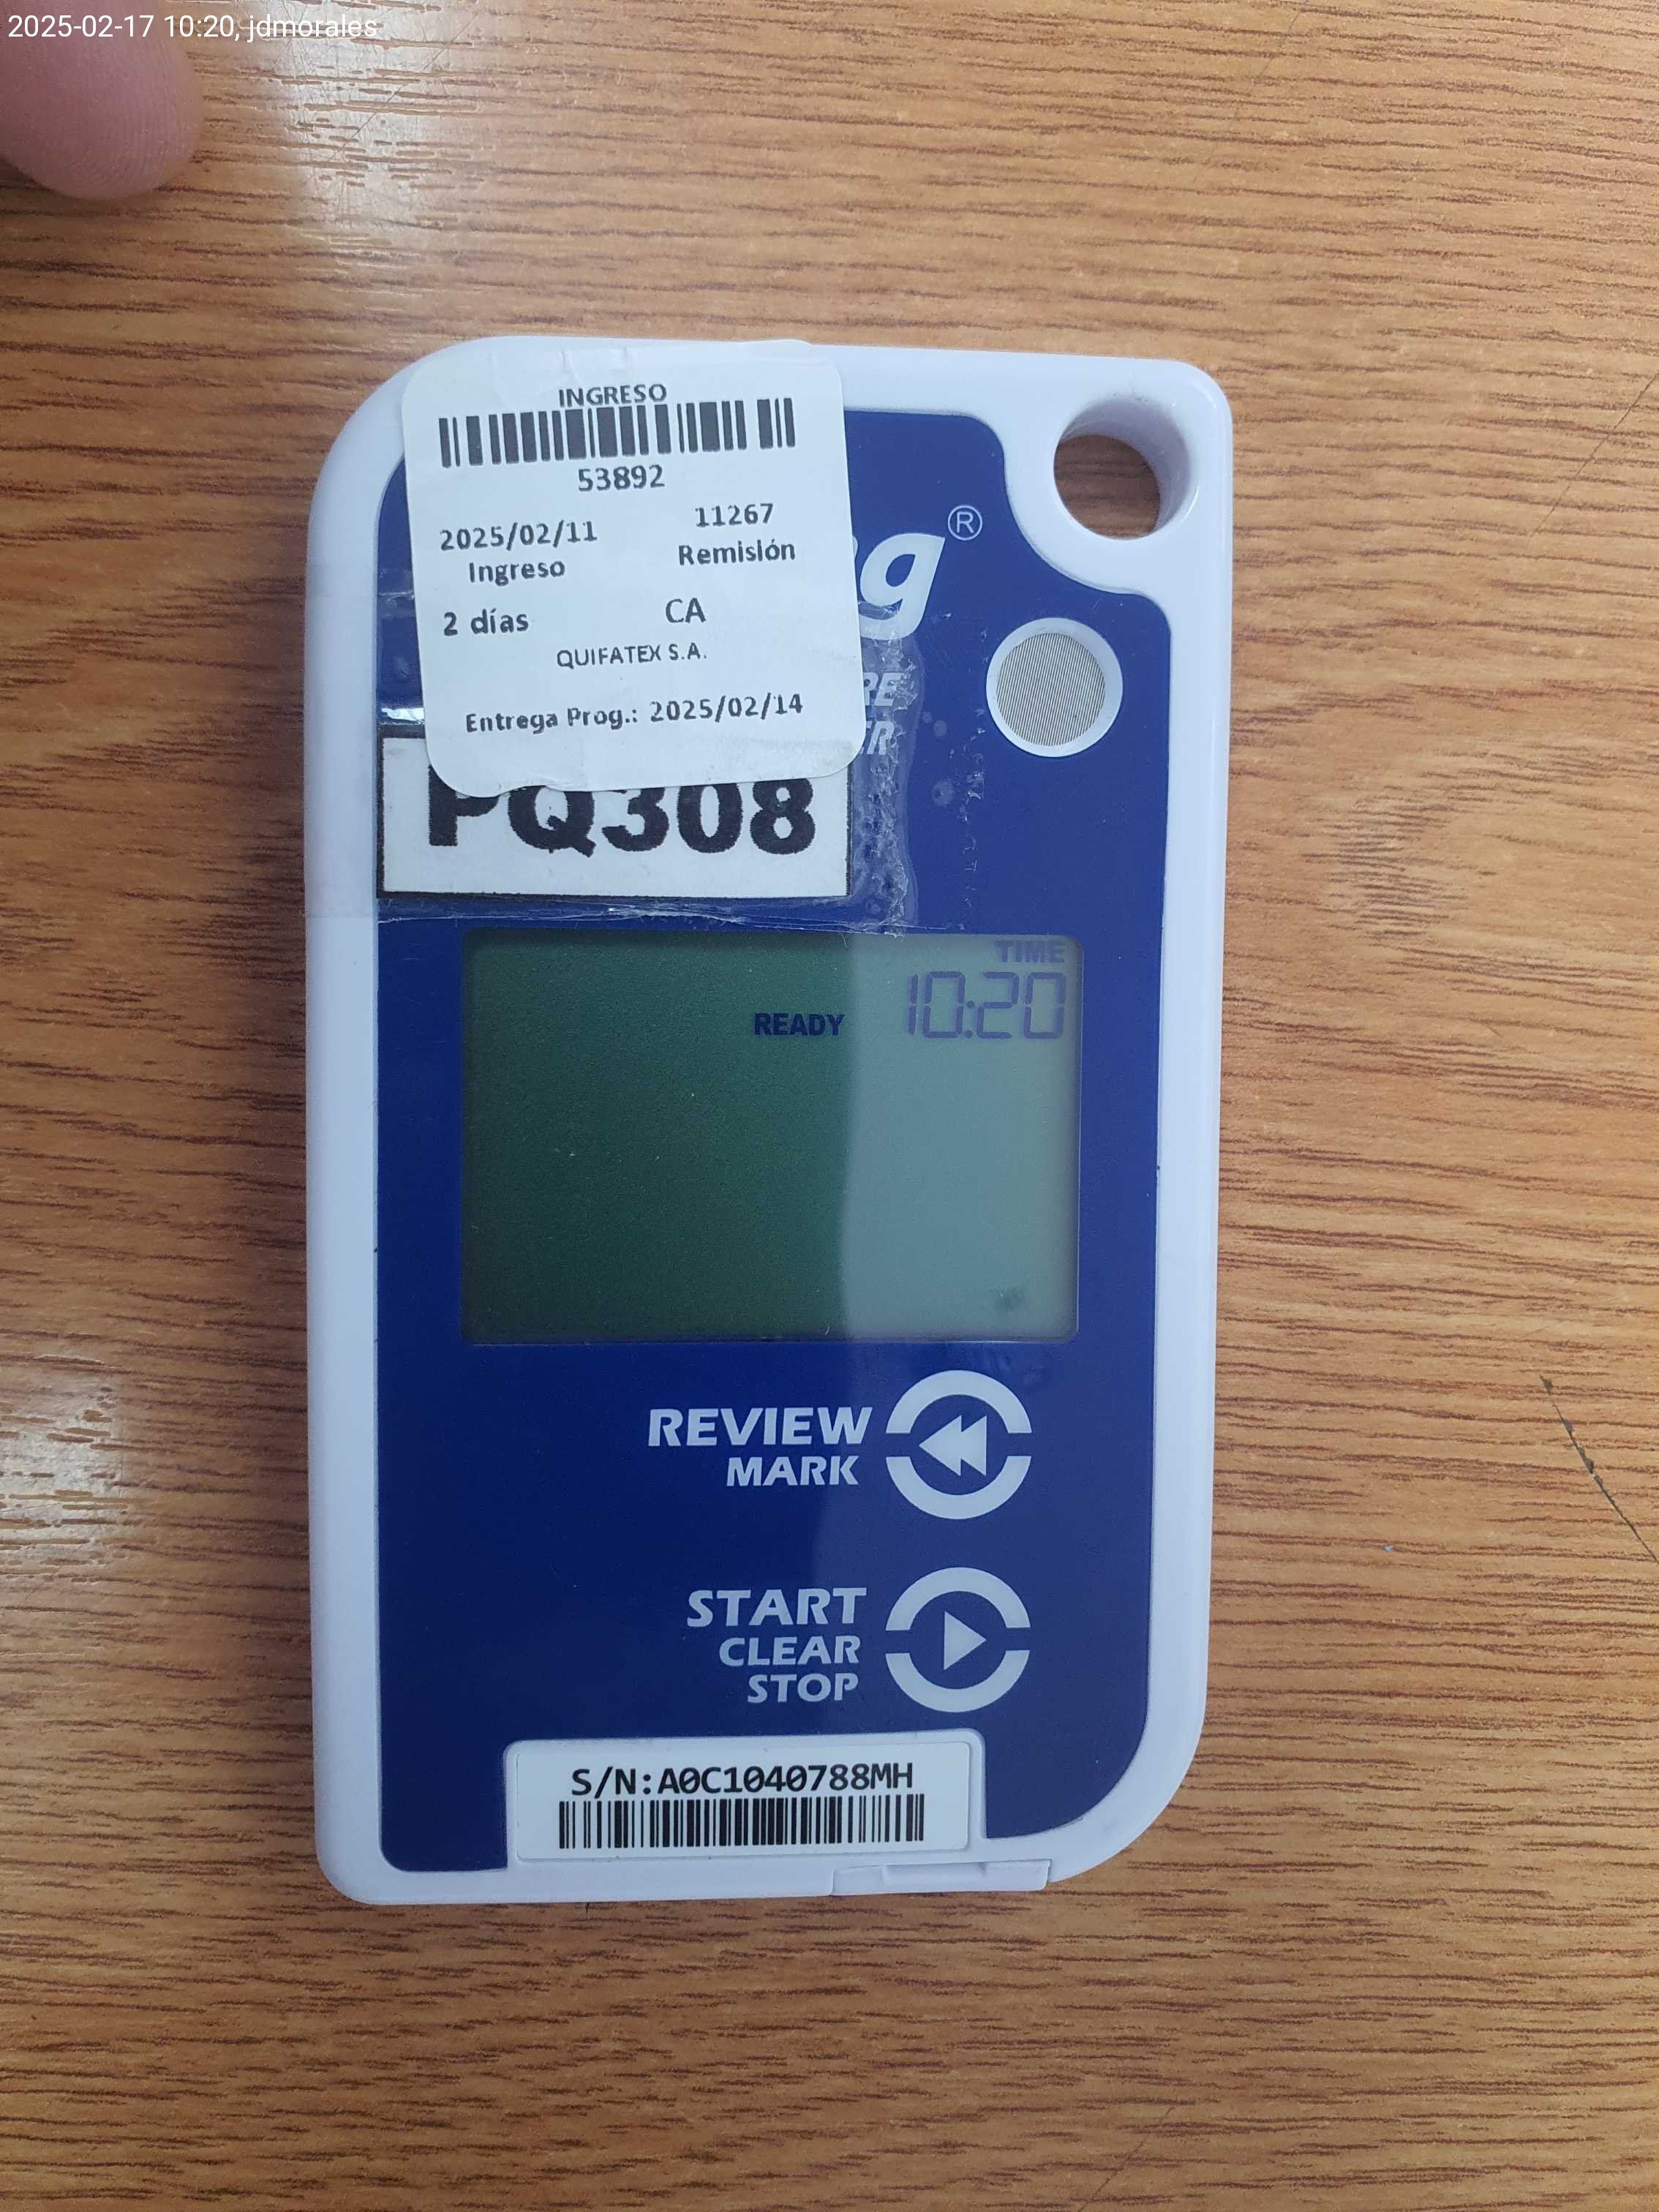 2025-02-17 10:20, jdmorales
INGRESO
53892
2025/02/11 11267
Ingreso Remisión
2 días CA
QUIFATEX S.A.
Entrega Prog.: 2025/02/14
PQ308
TIME
READY 10:20
REVIEW
MARK
START
CLEAR
STOP
S/N:A0C1040788MH